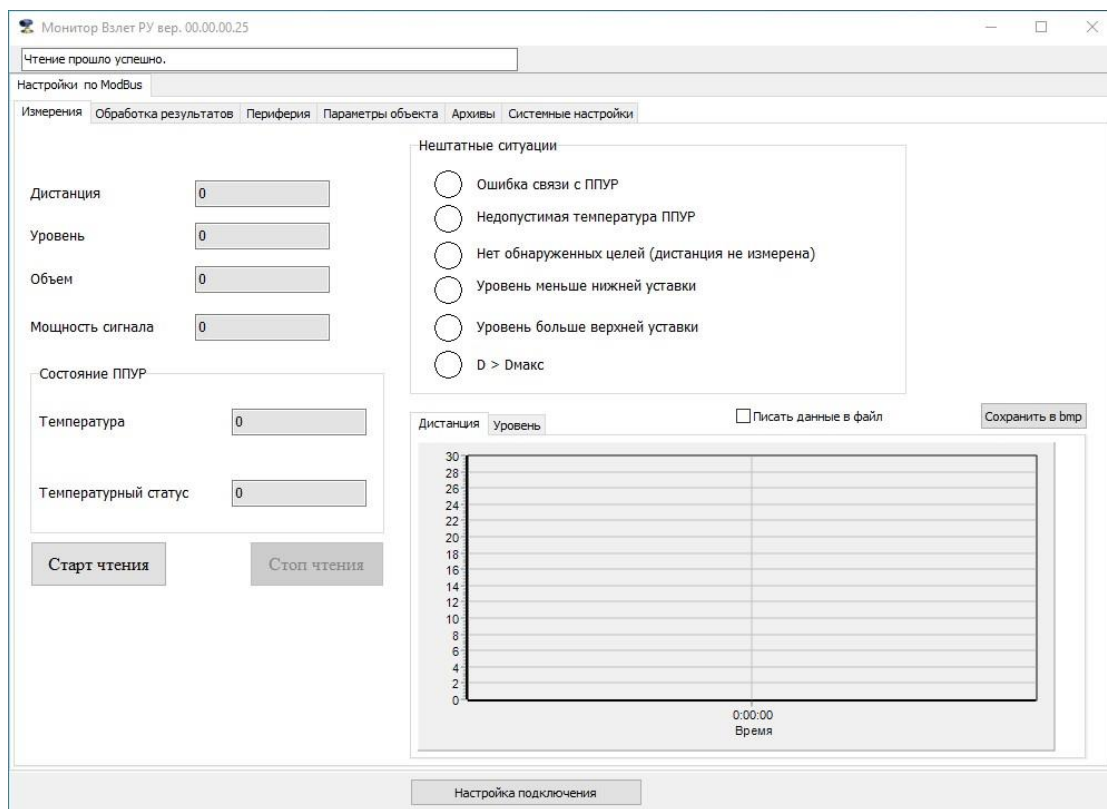 Монитор Взлет РУ вер. 00.00.00.25
Чтение прошло успешно.
Настройки по ModBus
Измерения Обработка результатов Периферия Параметры объекта Архивы Системные настройки
Дистанция 0
Уровень 0
Объем 0
Мощность сигнала 0
Состояние ППУР
Температура 0
Температурный статус 0
Старт чтения Стоп чтения
Нештатные ситуации
Ошибка связи с ППУР
Недопустимая температура ППУР
Нет обнаруженных целей (дистанция не измерена)
Уровень меньше нижней уставки
Уровень больше верхней уставки
D > Dмакс
Дистанция Уровень
Писать данные в файл
Сохранить в bmp
30
28
26
24
22
20
18
16
14
12
10
8
6
4
2
0
0:00:00
Время
Настройка подключения